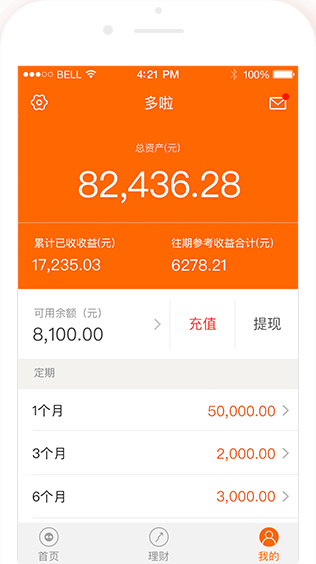 BELL 4:21 PM 100%
多啦
总资产(元)
82,436.28
累计已收收益(元) 往期参考收益合计(元)
17,235.03 6278.21
可用余额（元）
8,100.00 充值 提现
定期
1个月 50,000.00
3个月 2,000.00
6个月 3,000.00
首页 理财 我的